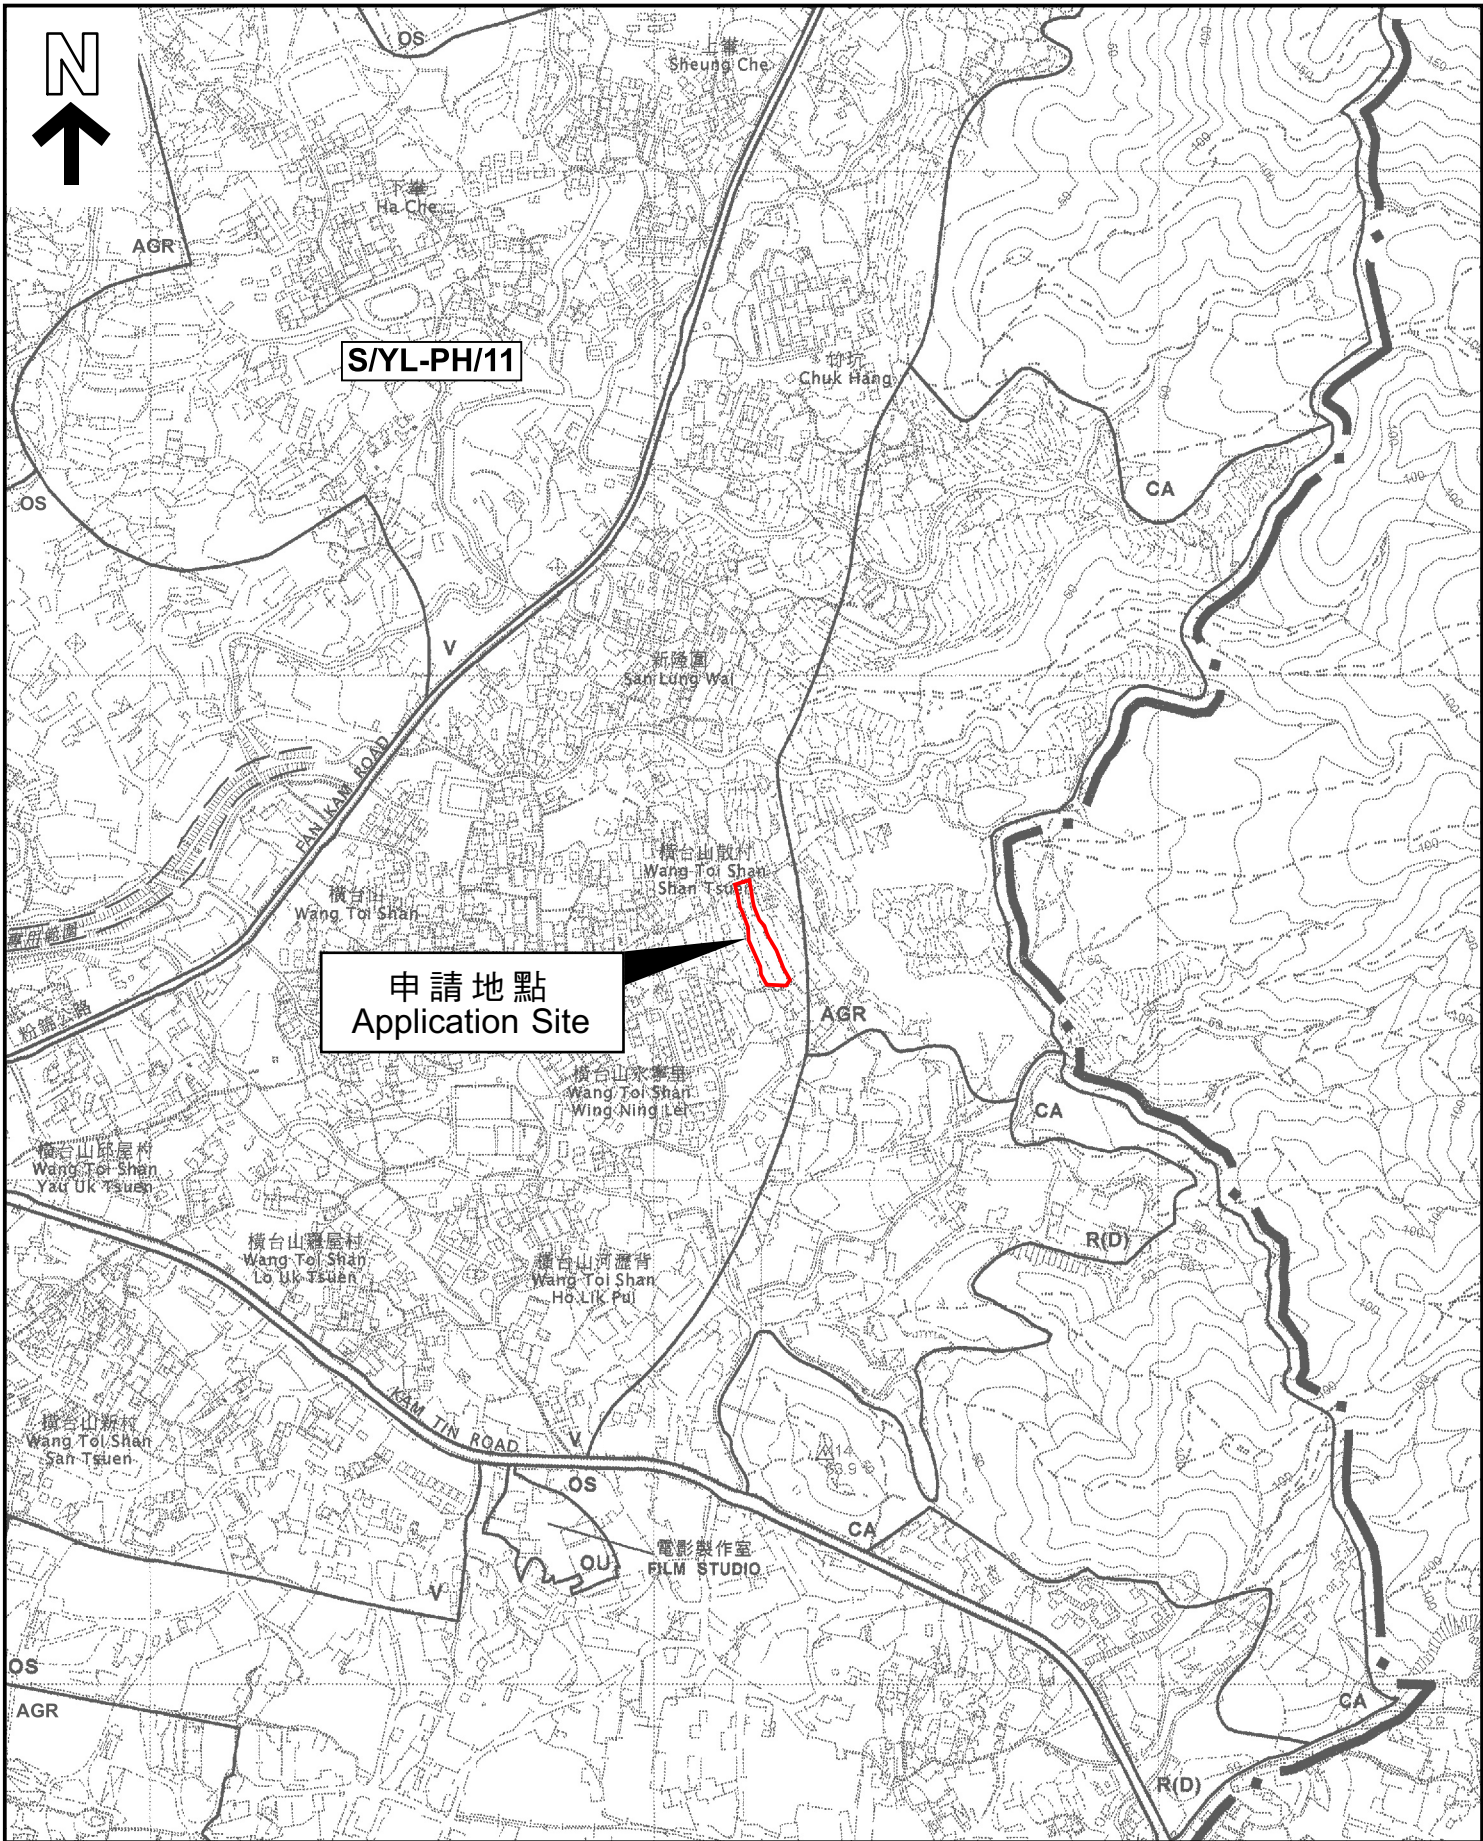 N
OS
上輋
Sheung Che
下輋
Ha Che
AGR
S/YL-PH/11
竹坑
Chuk Hang
OS
CA
V
新隆圍
San Lung Wai
FAN KAM ROAD
橫台山散村
Wang Toi Shan
Shan Tsuen
橫台山
Wang Toi Shan
專用範圍
申請地點
Application Site
粉錦公路
AGR
橫台山永寧里
Wang Toi Shan
Wing Ning Lei
CA
橫台山邱屋村
Wang Toi Shan
Yau Uk Tsuen
R(D)
橫台山羅屋村
Wang Toi Shan
Lo Uk Tsuen
橫台山河瀝背
Wang Toi Shan
Ho Lik Pui
KAM TIN ROAD
橫台山新村
Wang Toi Shan
San Tsuen
V
OS
CA
電影製作室
FILM STUDIO
OU
V
OS
AGR
CA
R(D)